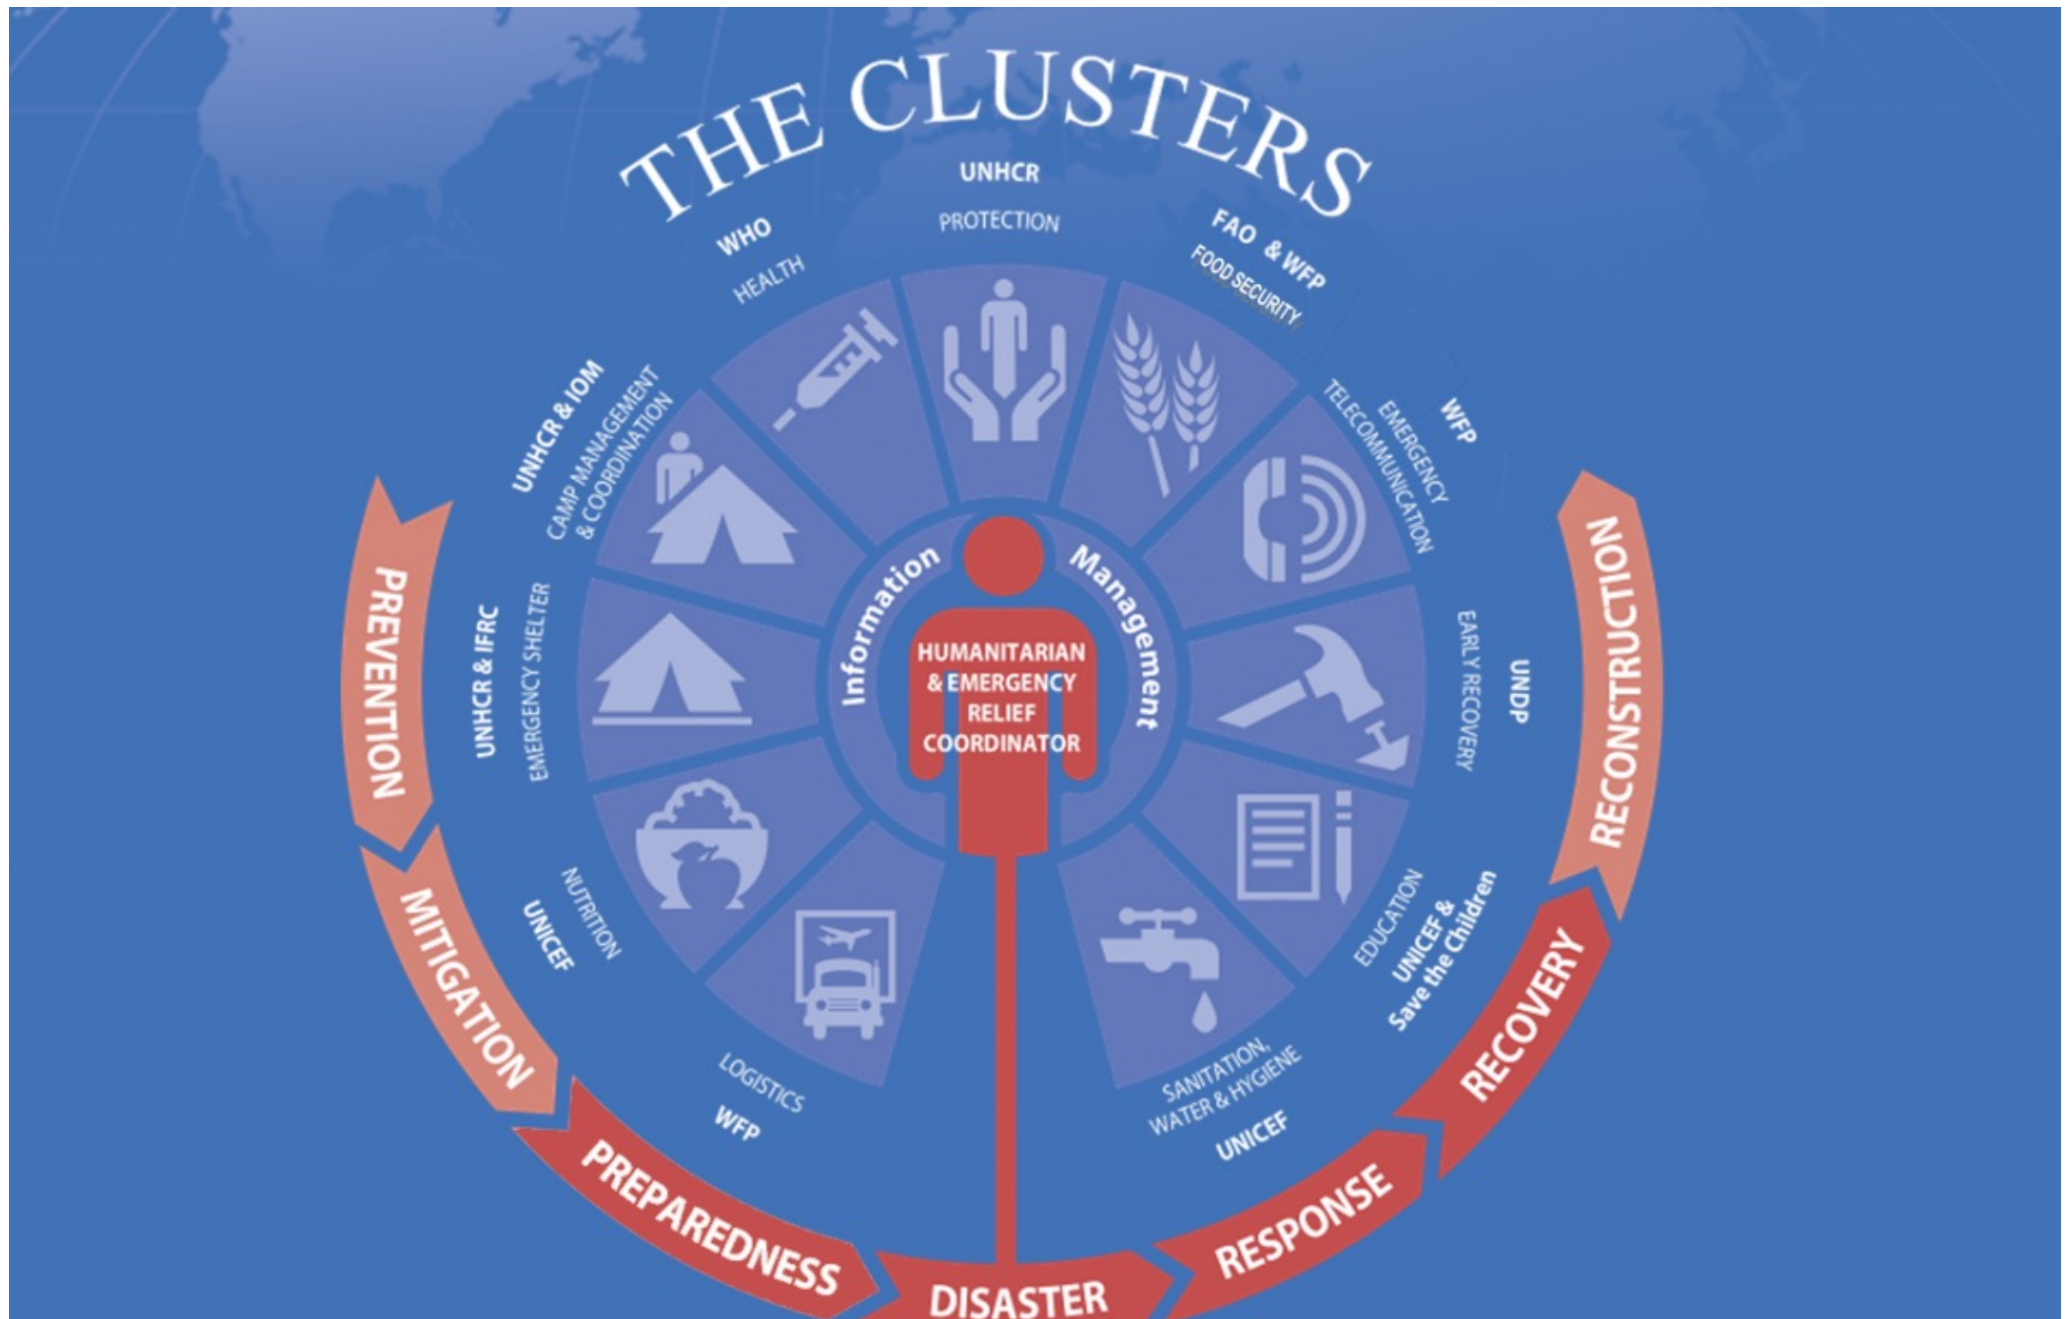 THE CLUSTERS
UNHCR
PROTECTION
FAO & WFP
FOOD SECURITY
WFP
EMERGENCY
TELECOMMUNICATION
UNDP
EARLY RECOVERY
EDUCATION
UNICEF &
Save the Children
SANITATION,
WATER & HYGIENE
UNICEF
LOGISTICS
WFP
NUTRITION
UNICEF
UNHCR & IFRC
EMERGENCY SHELTER
UNHCR & IOM
CAMP MANAGEMENT
& COORDINATION
WHO
HEALTH
Information
Management
HUMANITARIAN
& EMERGENCY
RELIEF
COORDINATOR
PREVENTION
MITIGATION
PREPAREDNESS
DISASTER
RESPONSE
RECOVERY
RECONSTRUCTION